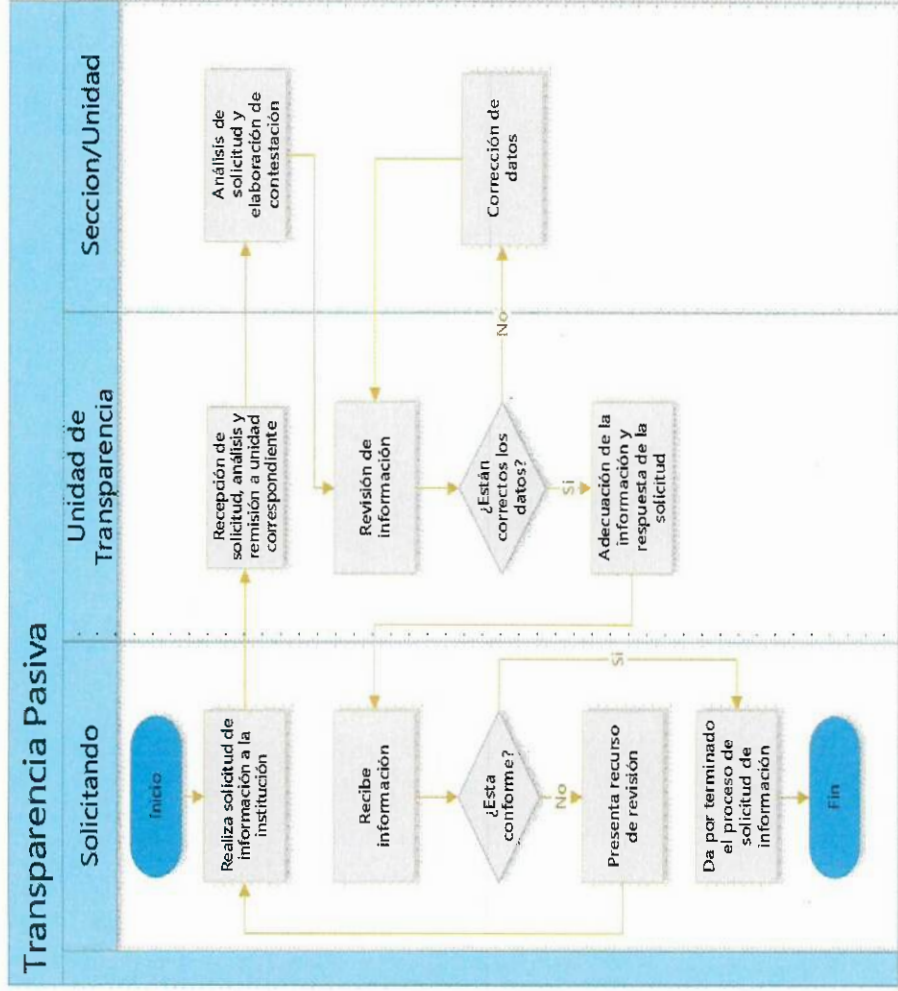 Transparencia Pasiva
Solicitando
Unidad de
Transparencia
Seccion/Unidad
Inicio
Realiza solicitud de
información a la
institución
Recepción de
solicitud, análisis y
remisión a unidad
correspondiente
Análisis de
solicitud y
elaboración de
contestación
Recibe
información
Revisión de
información
¿Esta
conforme?
¿Están
correctos los
datos?
No
Corrección de
datos
No
Si
Si
Presenta recurso
de revisión
Adecuación de la
información y
respuesta de la
solicitud
Da por terminado
el proceso de
solicitud de
información
Fin